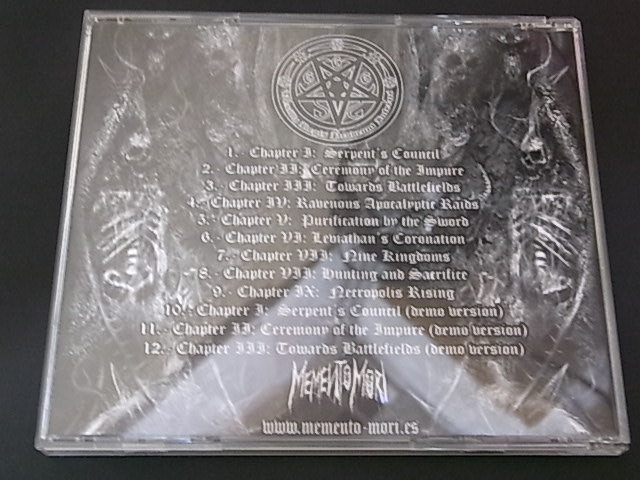 1.- Chapter I: Serpent's Council
2.- Chapter II: Ceremony of the Impure
3.- Chapter III: Towards Battlefields
4.- Chapter IV: Ravenous Apocalyptic Raids
5.- Chapter V: Purification by the Sword
6.- Chapter VI: Leviathan's Coronation
7.- Chapter VII: Nine Kingdoms
8.- Chapter VII: Hunting and Sacrifice
9.- Chapter IX: Necropolis Rising
10.- Chapter I: Serpent's Council (demo version)
11.- Chapter II: Ceremony of the Impure (demo version)
12.- Chapter III: Towards Battlefields (demo version)
MEMENTO MORI
www.memento-mori.es